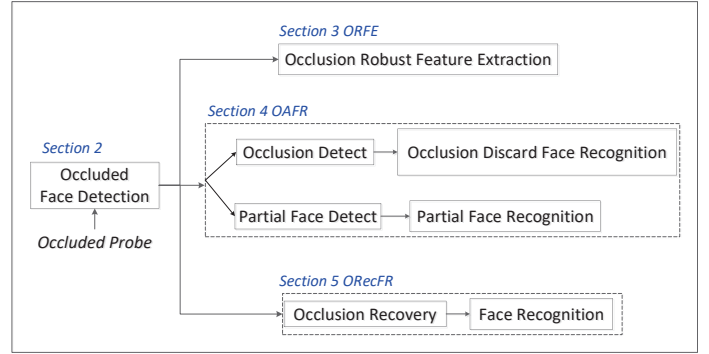 Section 3 ORFE
Occlusion Robust Feature Extraction
Section 4 OAFR
Occlusion Detect
Occlusion Discard Face Recognition
Section 2
Occluded
Face Detection
Partial Face Detect
Partial Face Recognition
Occluded Probe
Section 5 ORecFR
Occlusion Recovery
Face Recognition